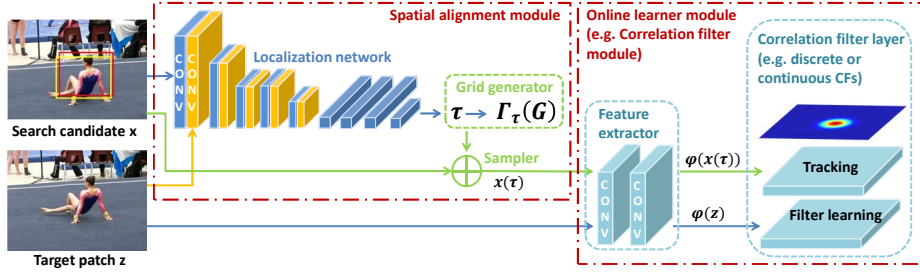 Spatial alignment module
Online learner module
(e.g. Correlation filter
module)
Localization network
Correlation filter layer
(e.g. discrete or
continuous CFs)
CONV
CONV
Grid generator
τ → Γτ(G)
Search candidate x
Feature
extractor
Sampler
x(τ)
φ(x(τ))
Tracking
CONV
CONV
φ(z)
Filter learning
Target patch z